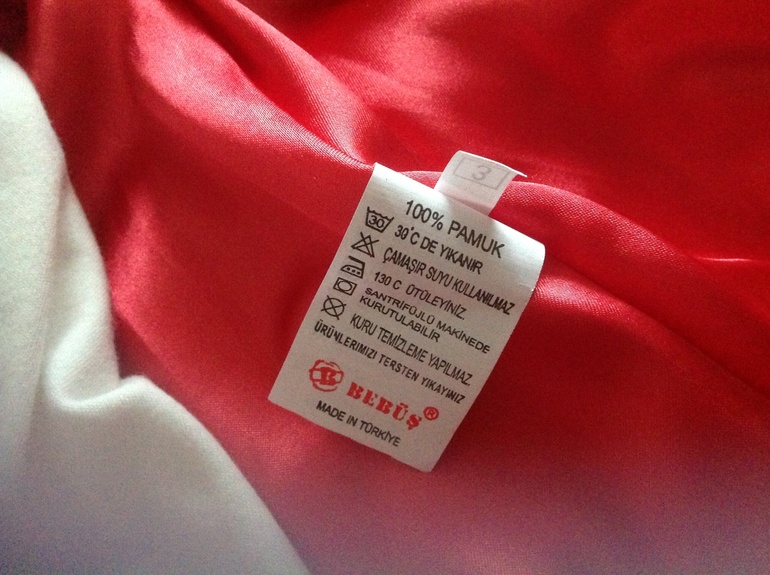 3
100% PAMUK
30 30°C DE YIKANIR
ÇAMAŞIR SUYU KULLANILMAZ
130 C ÜTÜLEYİNİZ.
SANTRİFÜJLÜ MAKİNEDE
KURUTULABİLİR
KURU TEMİZLEME YAPILMAZ.
ÜRÜNLERİMİZİ TERSTEN YIKAYINIZ
B BEBÜŞ®
MADE IN TÜRKİYE